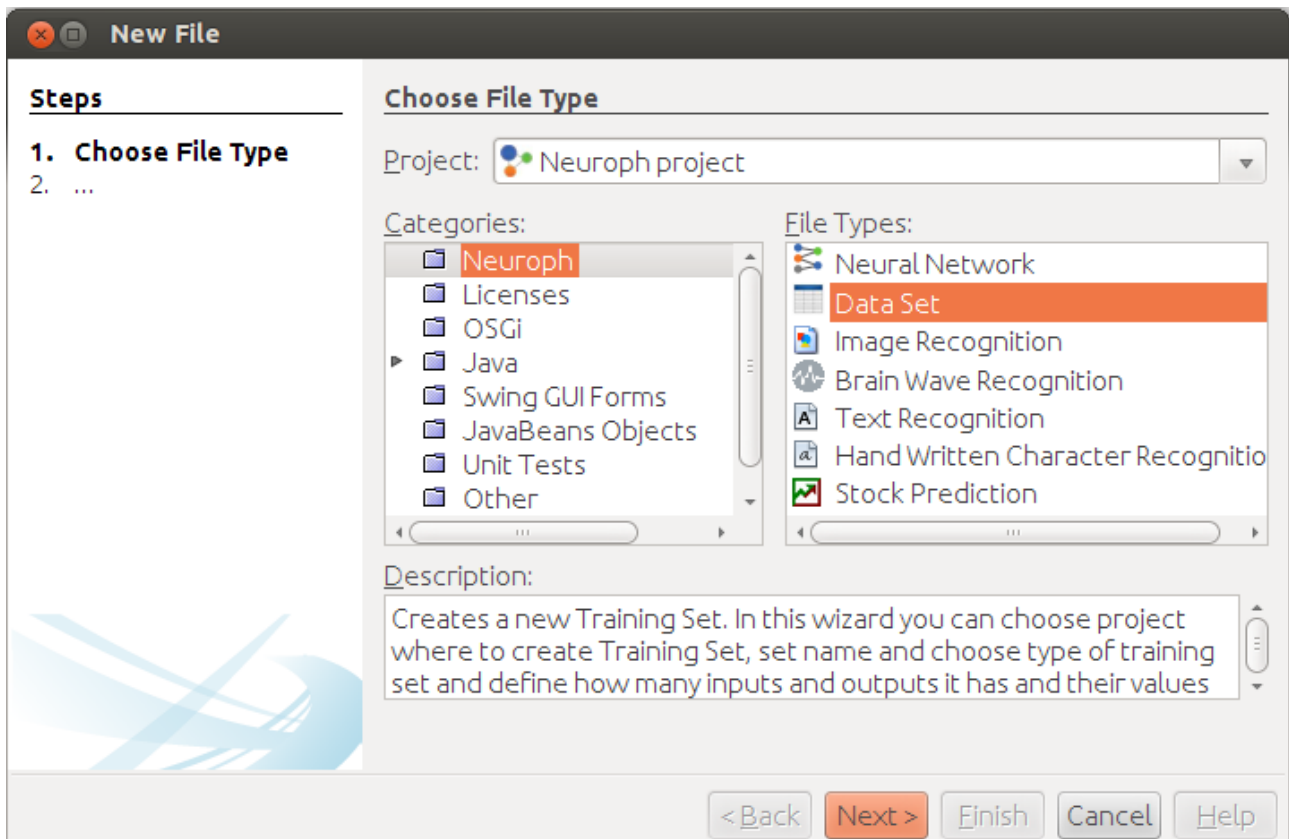 New File
Steps
1. Choose File Type
2. ...
Choose File Type
Project: Neuroph project
Categories:
Neuroph
Licenses
OSGi
Java
Swing GUI Forms
JavaBeans Objects
Unit Tests
Other
File Types:
Neural Network
Data Set
Image Recognition
Brain Wave Recognition
Text Recognition
Hand Written Character Recognitio
Stock Prediction
Description:
Creates a new Training Set. In this wizard you can choose project
where to create Training Set, set name and choose type of training
set and define how many inputs and outputs it has and their values
< Back Next > Finish Cancel Help